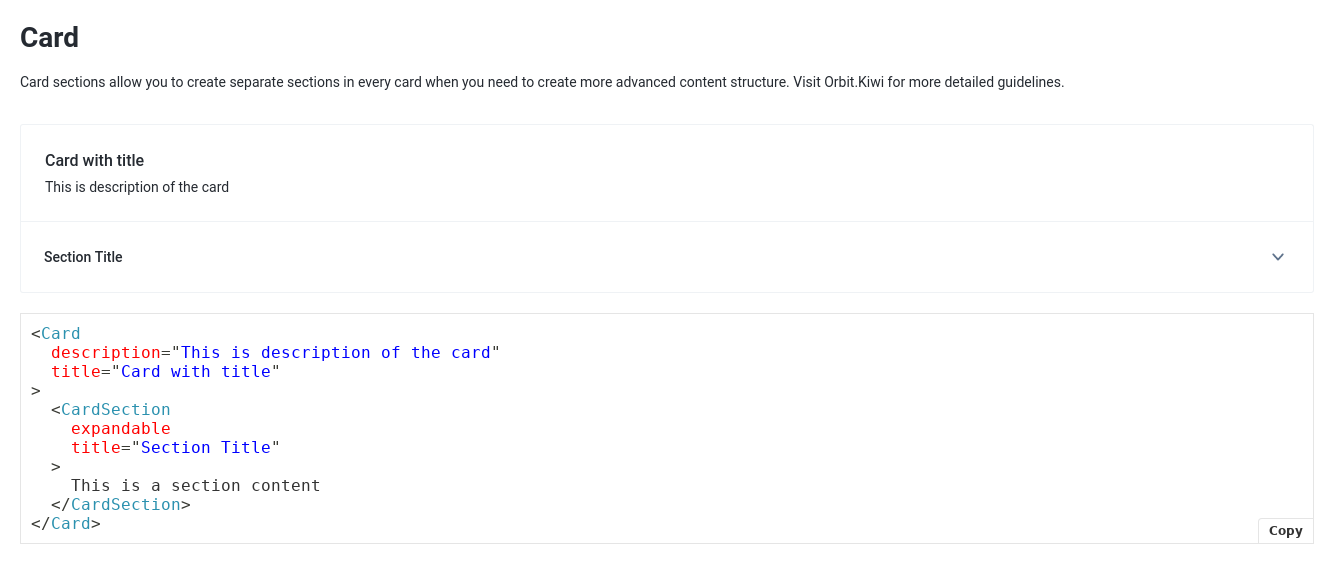 Card
Card sections allow you to create separate sections in every card when you need to create more advanced content structure. Visit Orbit.Kiwi for more detailed guidelines.
Card with title
This is description of the card
Section Title
<Card
  description="This is description of the card"
  title="Card with title"
>
  <CardSection
    expandable
    title="Section Title"
  >
    This is a section content
  </CardSection>
</Card>
Copy